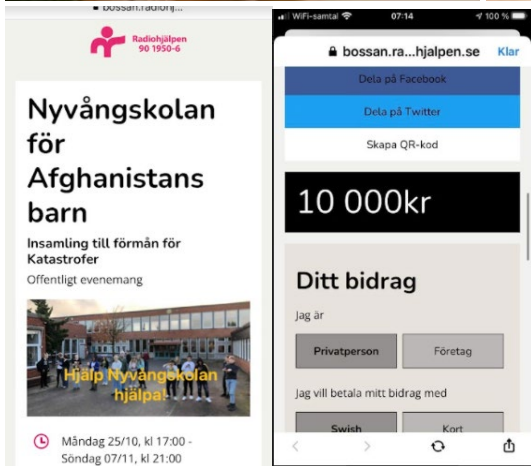 bossan.radiohj...
Radiohjälpen
90 1950-6
Nyvångskolan
för
Afghanistans
barn
Insamling till förmån för
Katastrofer
Offentligt evenemang
Hjälp Nyvångskolan
hjälpa!
Måndag 25/10, kl 17:00 -
Söndag 07/11, kl 21:00
WiFi-samtal 07:14 100 %
bossan.ra...hjalpen.se Klar
Dela på Facebook
Dela på Twitter
Skapa QR-kod
10 000kr
Ditt bidrag
Jag är
Privatperson Företag
Jag vill betala mitt bidrag med
Swish Kort